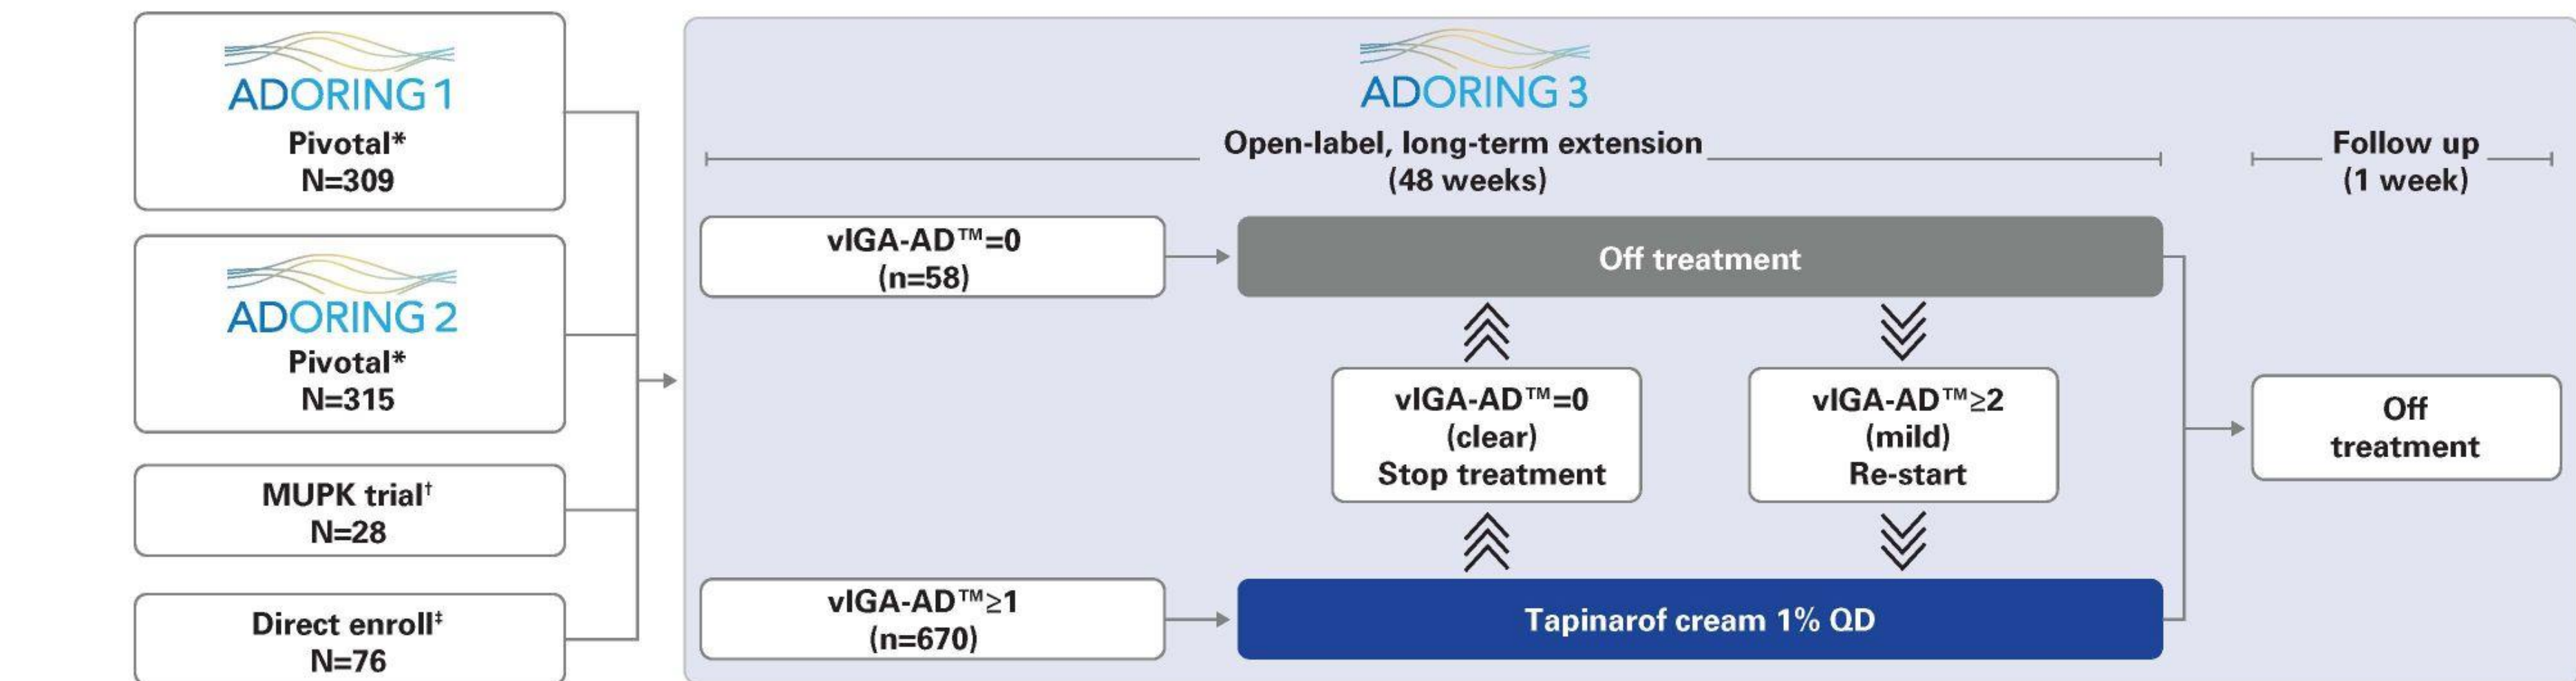 ADORING 1
Pivotal*
N=309
ADORING 2
Pivotal*
N=315
MUPK trial†
N=28
Direct enroll‡
N=76
ADORING 3
Open-label, long-term extension
(48 weeks)
Follow up
(1 week)
vIGA-AD™=0
(n=58)
Off treatment
vIGA-AD™=0
(clear)
Stop treatment
vIGA-AD™≥2
(mild)
Re-start
vIGA-AD™≥1
(n=670)
Tapinarof cream 1% QD
Off
treatment